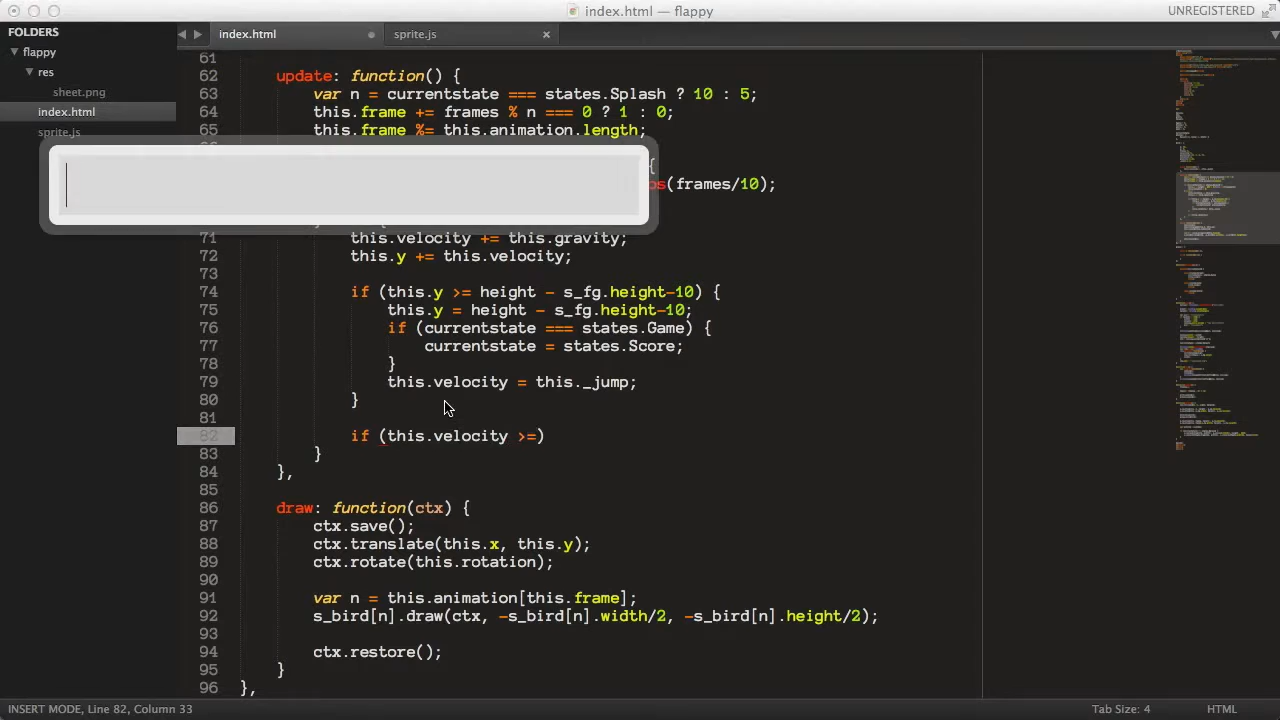 index.html — flappy
UNREGISTERED
FOLDERS
flappy
res
sheet.png
index.html
sprite.js
index.html
sprite.js
61
62 update: function() {
63 var n = currentstate === states.Splash ? 10 : 5;
64 this.frame += frames % n === 0 ? 1 : 0;
65 this.frame %= this.animation.length;
{
(frames/10);
71 this.velocity += this.gravity;
72 this.y += this.velocity;
73
74 if (this.y >= height - s_fg.height-10) {
75 this.y = height - s_fg.height-10;
76 if (currentstate === states.Game) {
77 currentstate = states.Score;
78 }
79 this.velocity = this._jump;
80 }
81
82 if (this.velocity >=)
83 }
84 },
85
86 draw: function(ctx) {
87 ctx.save();
88 ctx.translate(this.x, this.y);
89 ctx.rotate(this.rotation);
90
91 var n = this.animation[this.frame];
92 s_bird[n].draw(ctx, -s_bird[n].width/2, -s_bird[n].height/2);
93
94 ctx.restore();
95 }
96 },
INSERT MODE, Line 82, Column 33
Tab Size: 4
HTML